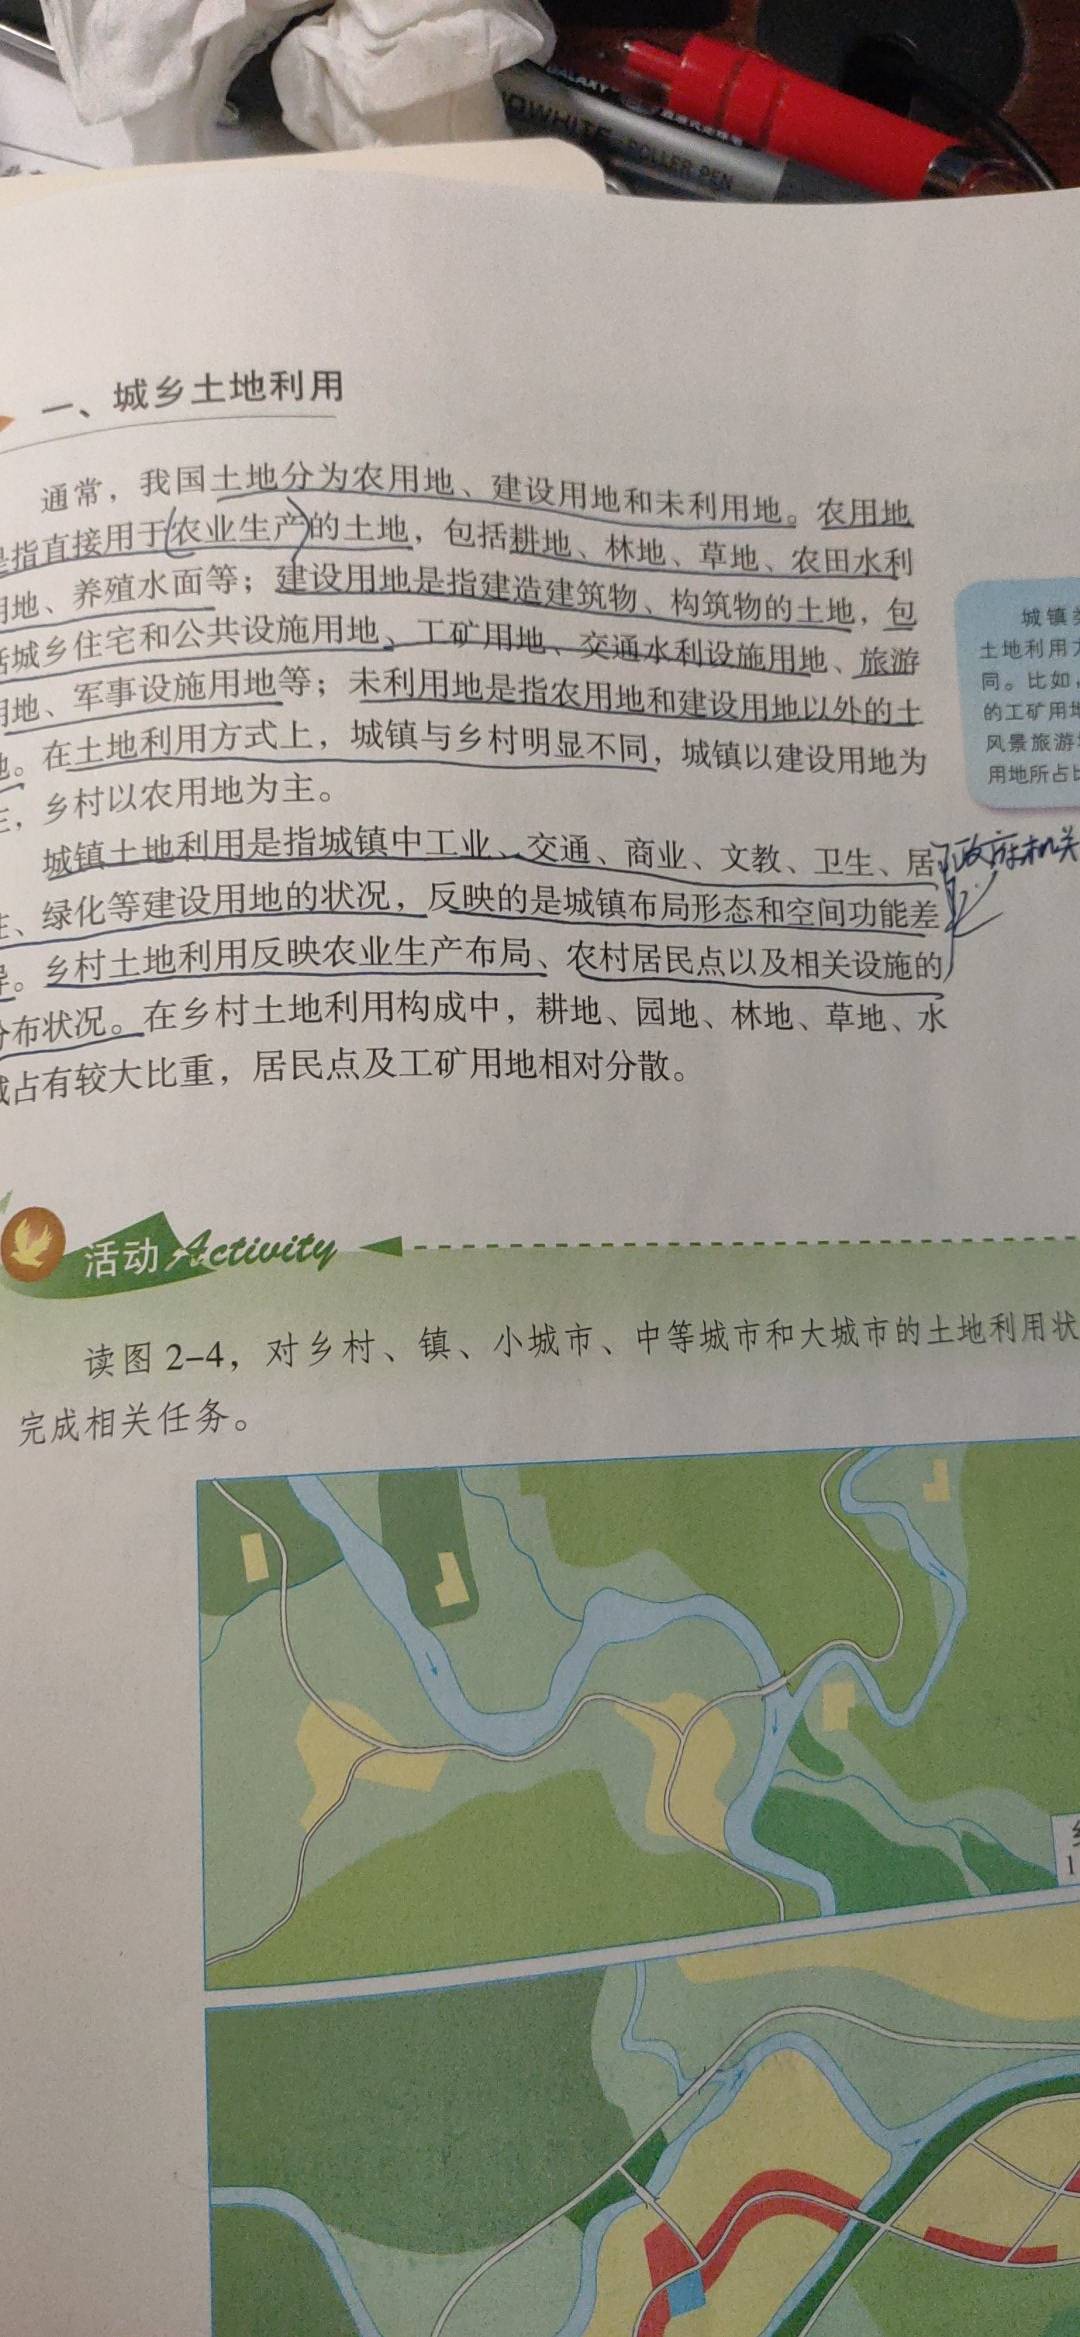 ROLLER PEN
一、城乡土地利用
通常，我国土地分为农用地、建设用地和未利用地。农用地
是指直接用于农业生产的土地，包括耕地、林地、草地、农田水利
用地、养殖水面等；建设用地是指建造建筑物、构筑物的土地，包
括城乡住宅和公共设施用地、工矿用地、交通水利设施用地、旅游
用地、军事设施用地等；未利用地是指农用地和建设用地以外的土
地。在土地利用方式上，城镇与乡村明显不同，城镇以建设用地为
主，乡村以农用地为主。
城镇土地利用是指城镇中工业、交通、商业、文教、卫生、居
住、绿化等建设用地的状况，反映的是城镇布局形态和空间功能差
异。乡村土地利用反映农业生产布局、农村居民点以及相关设施的
分布状况。在乡村土地利用构成中，耕地、园地、林地、草地、水
域占有较大比重，居民点及工矿用地相对分散。
政府机关
城镇类
土地利用方
同。比如，
的工矿用地
风景旅游
用地所占比
活动 Activity
读图2-4，对乡村、镇、小城市、中等城市和大城市的土地利用状
完成相关任务。